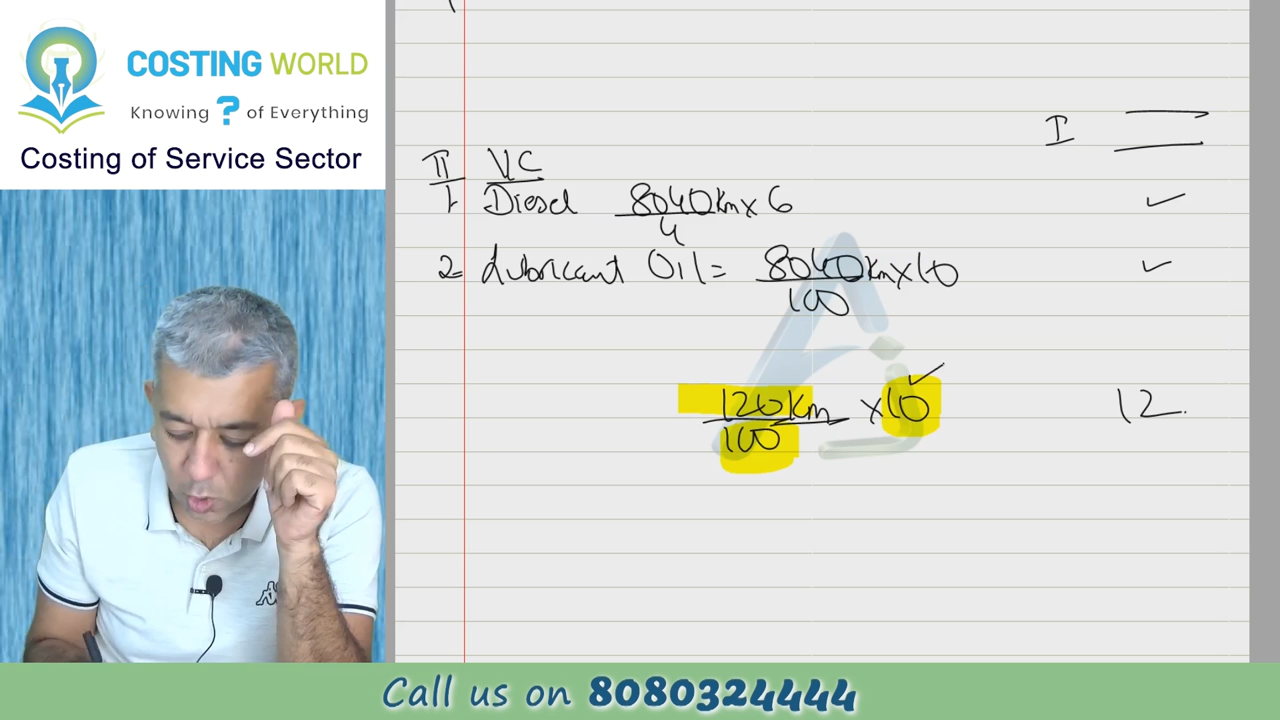 COSTING WORLD
Knowing ? of Everything
Costing of Service Sector
I
II VC
1 Diesel 8040km x 6
4
2 Lubricant Oil = 8040km x 10
100
120km x 10
100
12
Call us on 8080324444